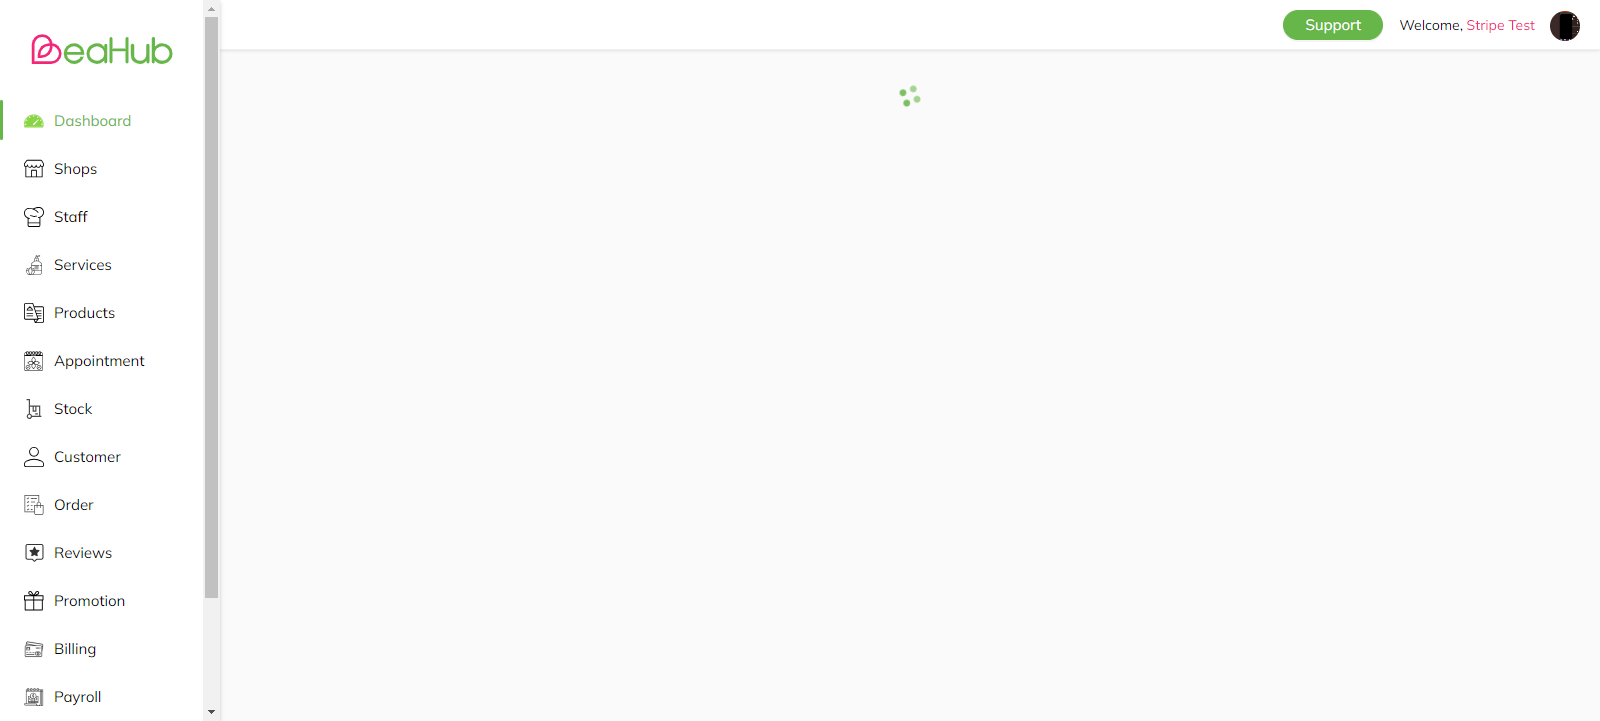 BeaHub
Support
Welcome, Stripe Test
Dashboard
Shops
Staff
Services
Products
Appointment
Stock
Customer
Order
Reviews
Promotion
Billing
Payroll